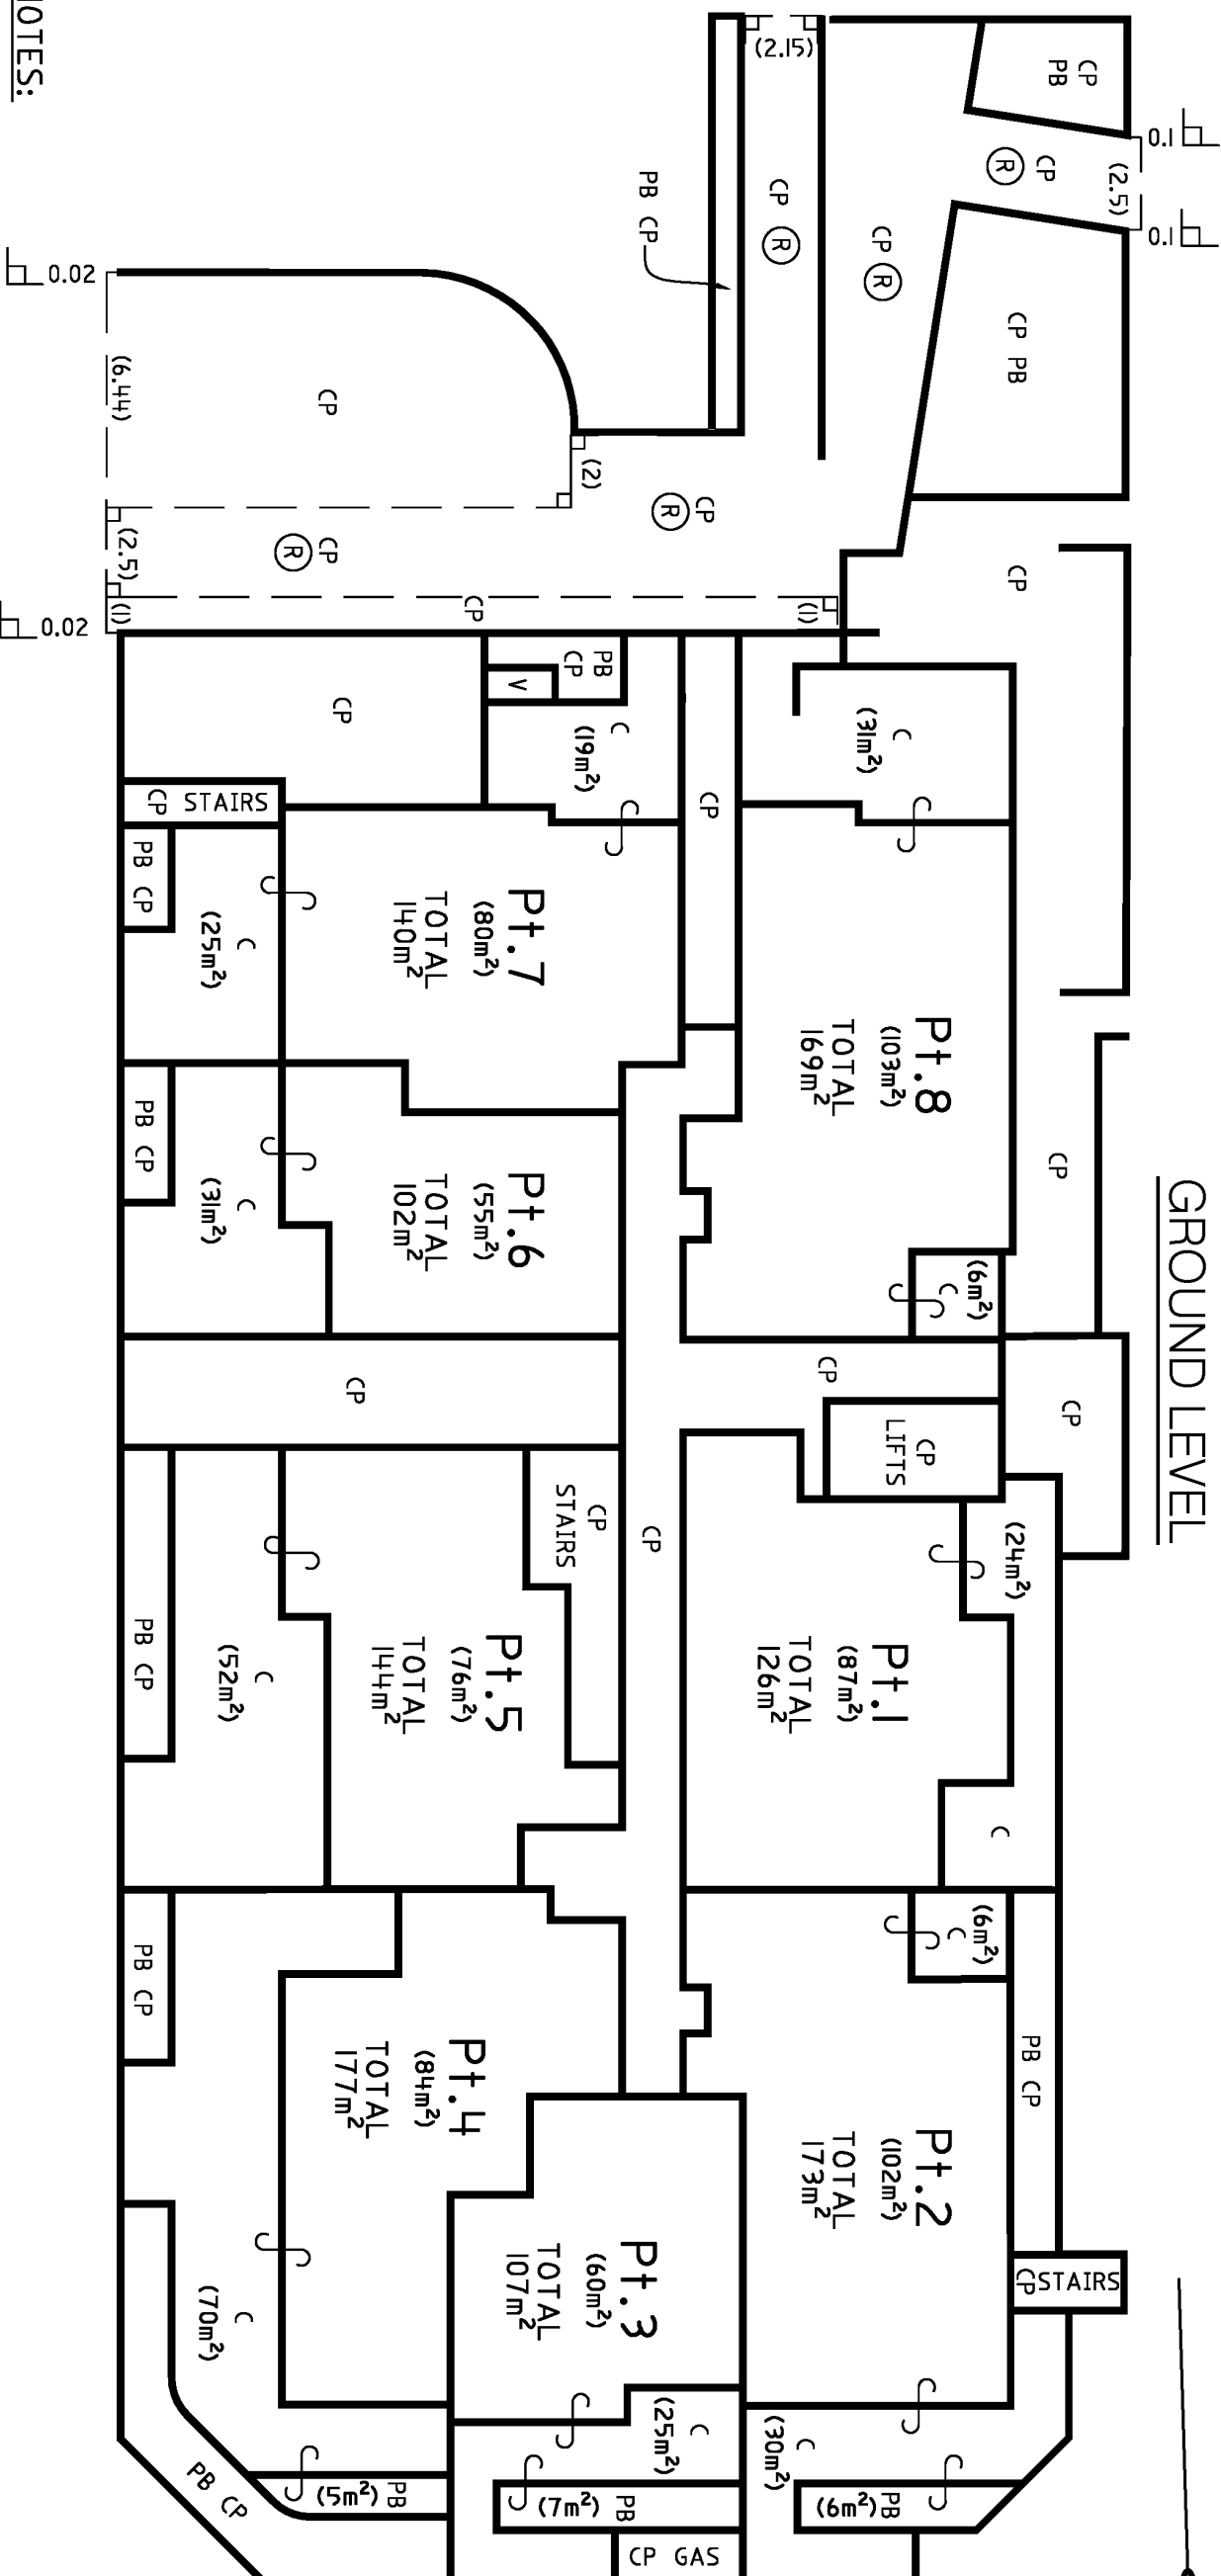 NOTES:
GROUND LEVEL
CP
PB
0.1
(2.5)
0.1
CP
R
(2.15)
CP R
CP R
PB CP
CP PB
0.02
(6.44)
CP
(2)
CP
R
(2.5)
CP
R
(1)
CP
(1)
0.02
CP
CP
PB
CP
V
C
(19m²)
CP
C
(31m²)
CP STAIRS
PB CP
C
(25m²)
Pt.7
(80m²)
TOTAL
140m²
Pt.8
(103m²)
TOTAL
169m²
CP
PB CP
C
(31m²)
Pt.6
(55m²)
TOTAL
102m²
(6m²)
C
CP
CP
CP
CP
LIFTS
PB CP
C
(52m²)
Pt.5
(76m²)
TOTAL
144m²
CP
STAIRS
CP
(24m²)
Pt.1
(87m²)
TOTAL
126m²
C
PB CP
(6m²)
C
PB CP
Pt.4
(84m²)
TOTAL
177m²
Pt.2
(102m²)
TOTAL
173m²
Pt.3
(60m²)
TOTAL
107m²
CP STAIRS
C
(70m²)
C
(25m²)
C
(30m²)
PB CP
PB
(5m²)
PB
(7m²)
PB
(6m²)
CP GAS